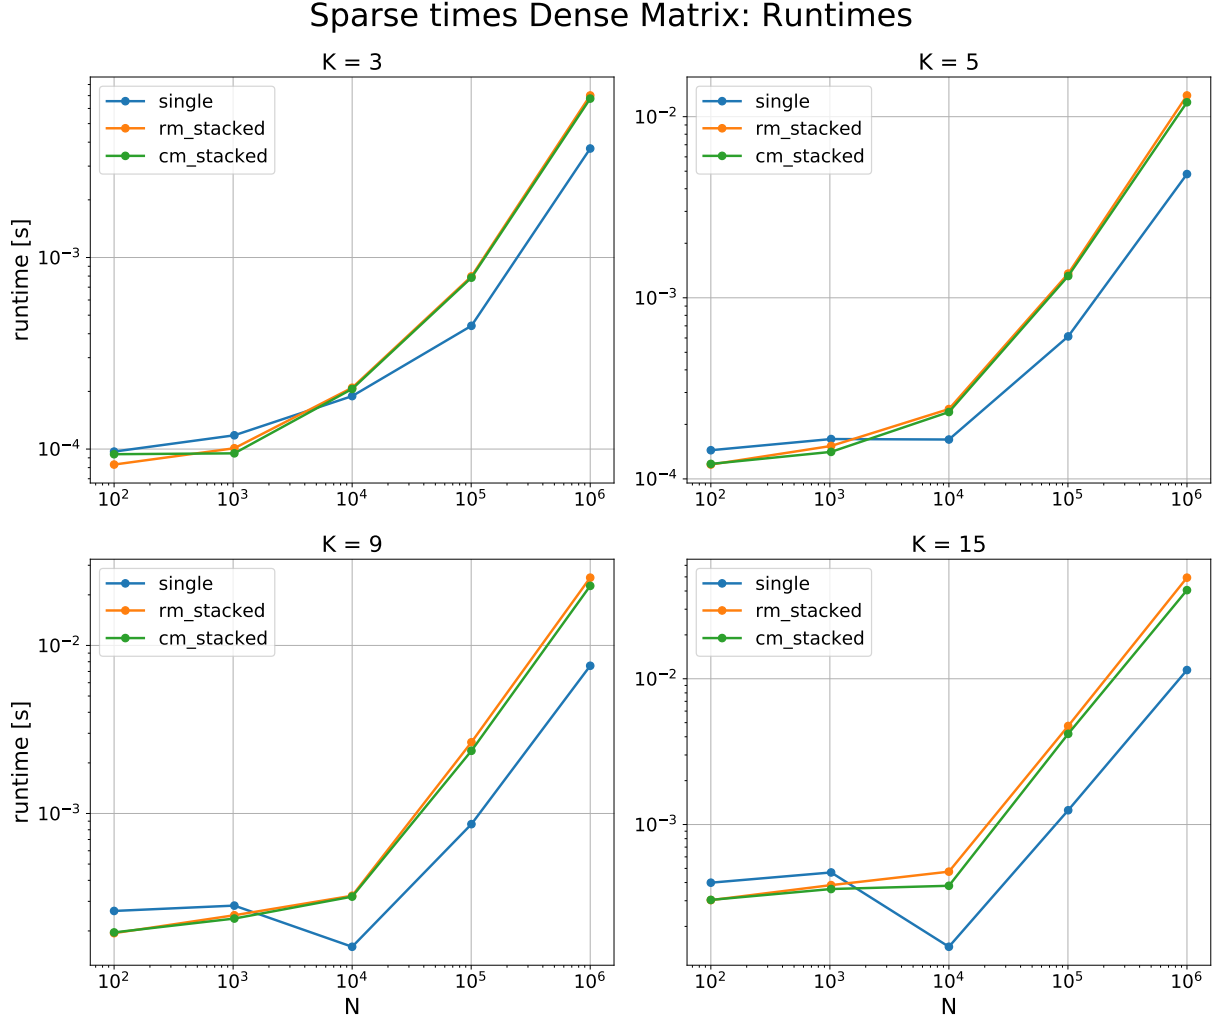 Sparse times Dense Matrix: Runtimes
K = 3
single
rm_stacked
cm_stacked
runtime [s]
10⁻³
10⁻⁴
10² 10³ 10⁴ 10⁵ 10⁶
K = 5
single
rm_stacked
cm_stacked
10⁻²
10⁻³
10⁻⁴
10² 10³ 10⁴ 10⁵ 10⁶
K = 9
single
rm_stacked
cm_stacked
runtime [s]
10⁻²
10⁻³
10² 10³ 10⁴ 10⁵ 10⁶
N
K = 15
single
rm_stacked
cm_stacked
10⁻²
10⁻³
10² 10³ 10⁴ 10⁵ 10⁶
N